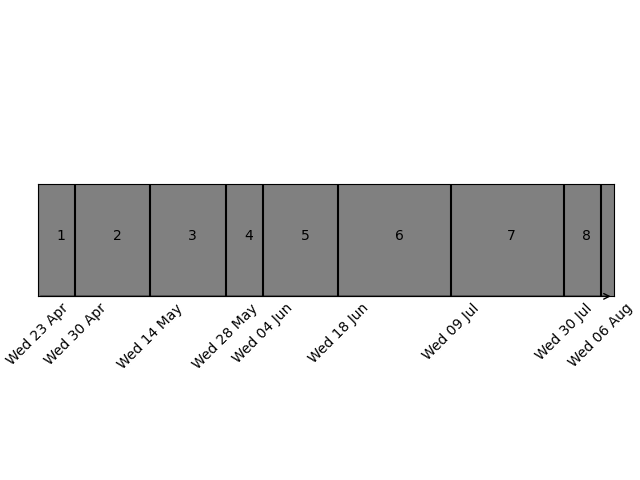 1 2 3 4 5 6 7 8
Wed 23 Apr
Wed 30 Apr
Wed 14 May
Wed 28 May
Wed 04 Jun
Wed 18 Jun
Wed 09 Jul
Wed 30 Jul
Wed 06 Aug